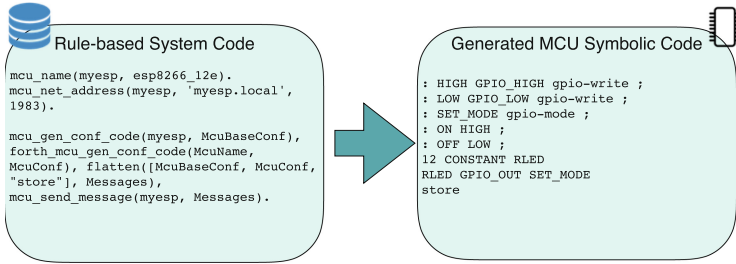 Rule-based System Code
mcu_name(myesp, esp8266_12e).
mcu_net_address(myesp, 'myesp.local',
1983).
mcu_gen_conf_code(myesp, McuBaseConf),
forth_mcu_gen_conf_code(McuName,
McuConf), flatten([McuBaseConf, McuConf,
"store"], Messages),
mcu_send_message(myesp, Messages).
Generated MCU Symbolic Code
: HIGH GPIO_HIGH gpio-write ;
: LOW GPIO_LOW gpio-write ;
: SET_MODE gpio-mode ;
: ON HIGH ;
: OFF LOW ;
12 CONSTANT RLED
RLED GPIO_OUT SET_MODE
store